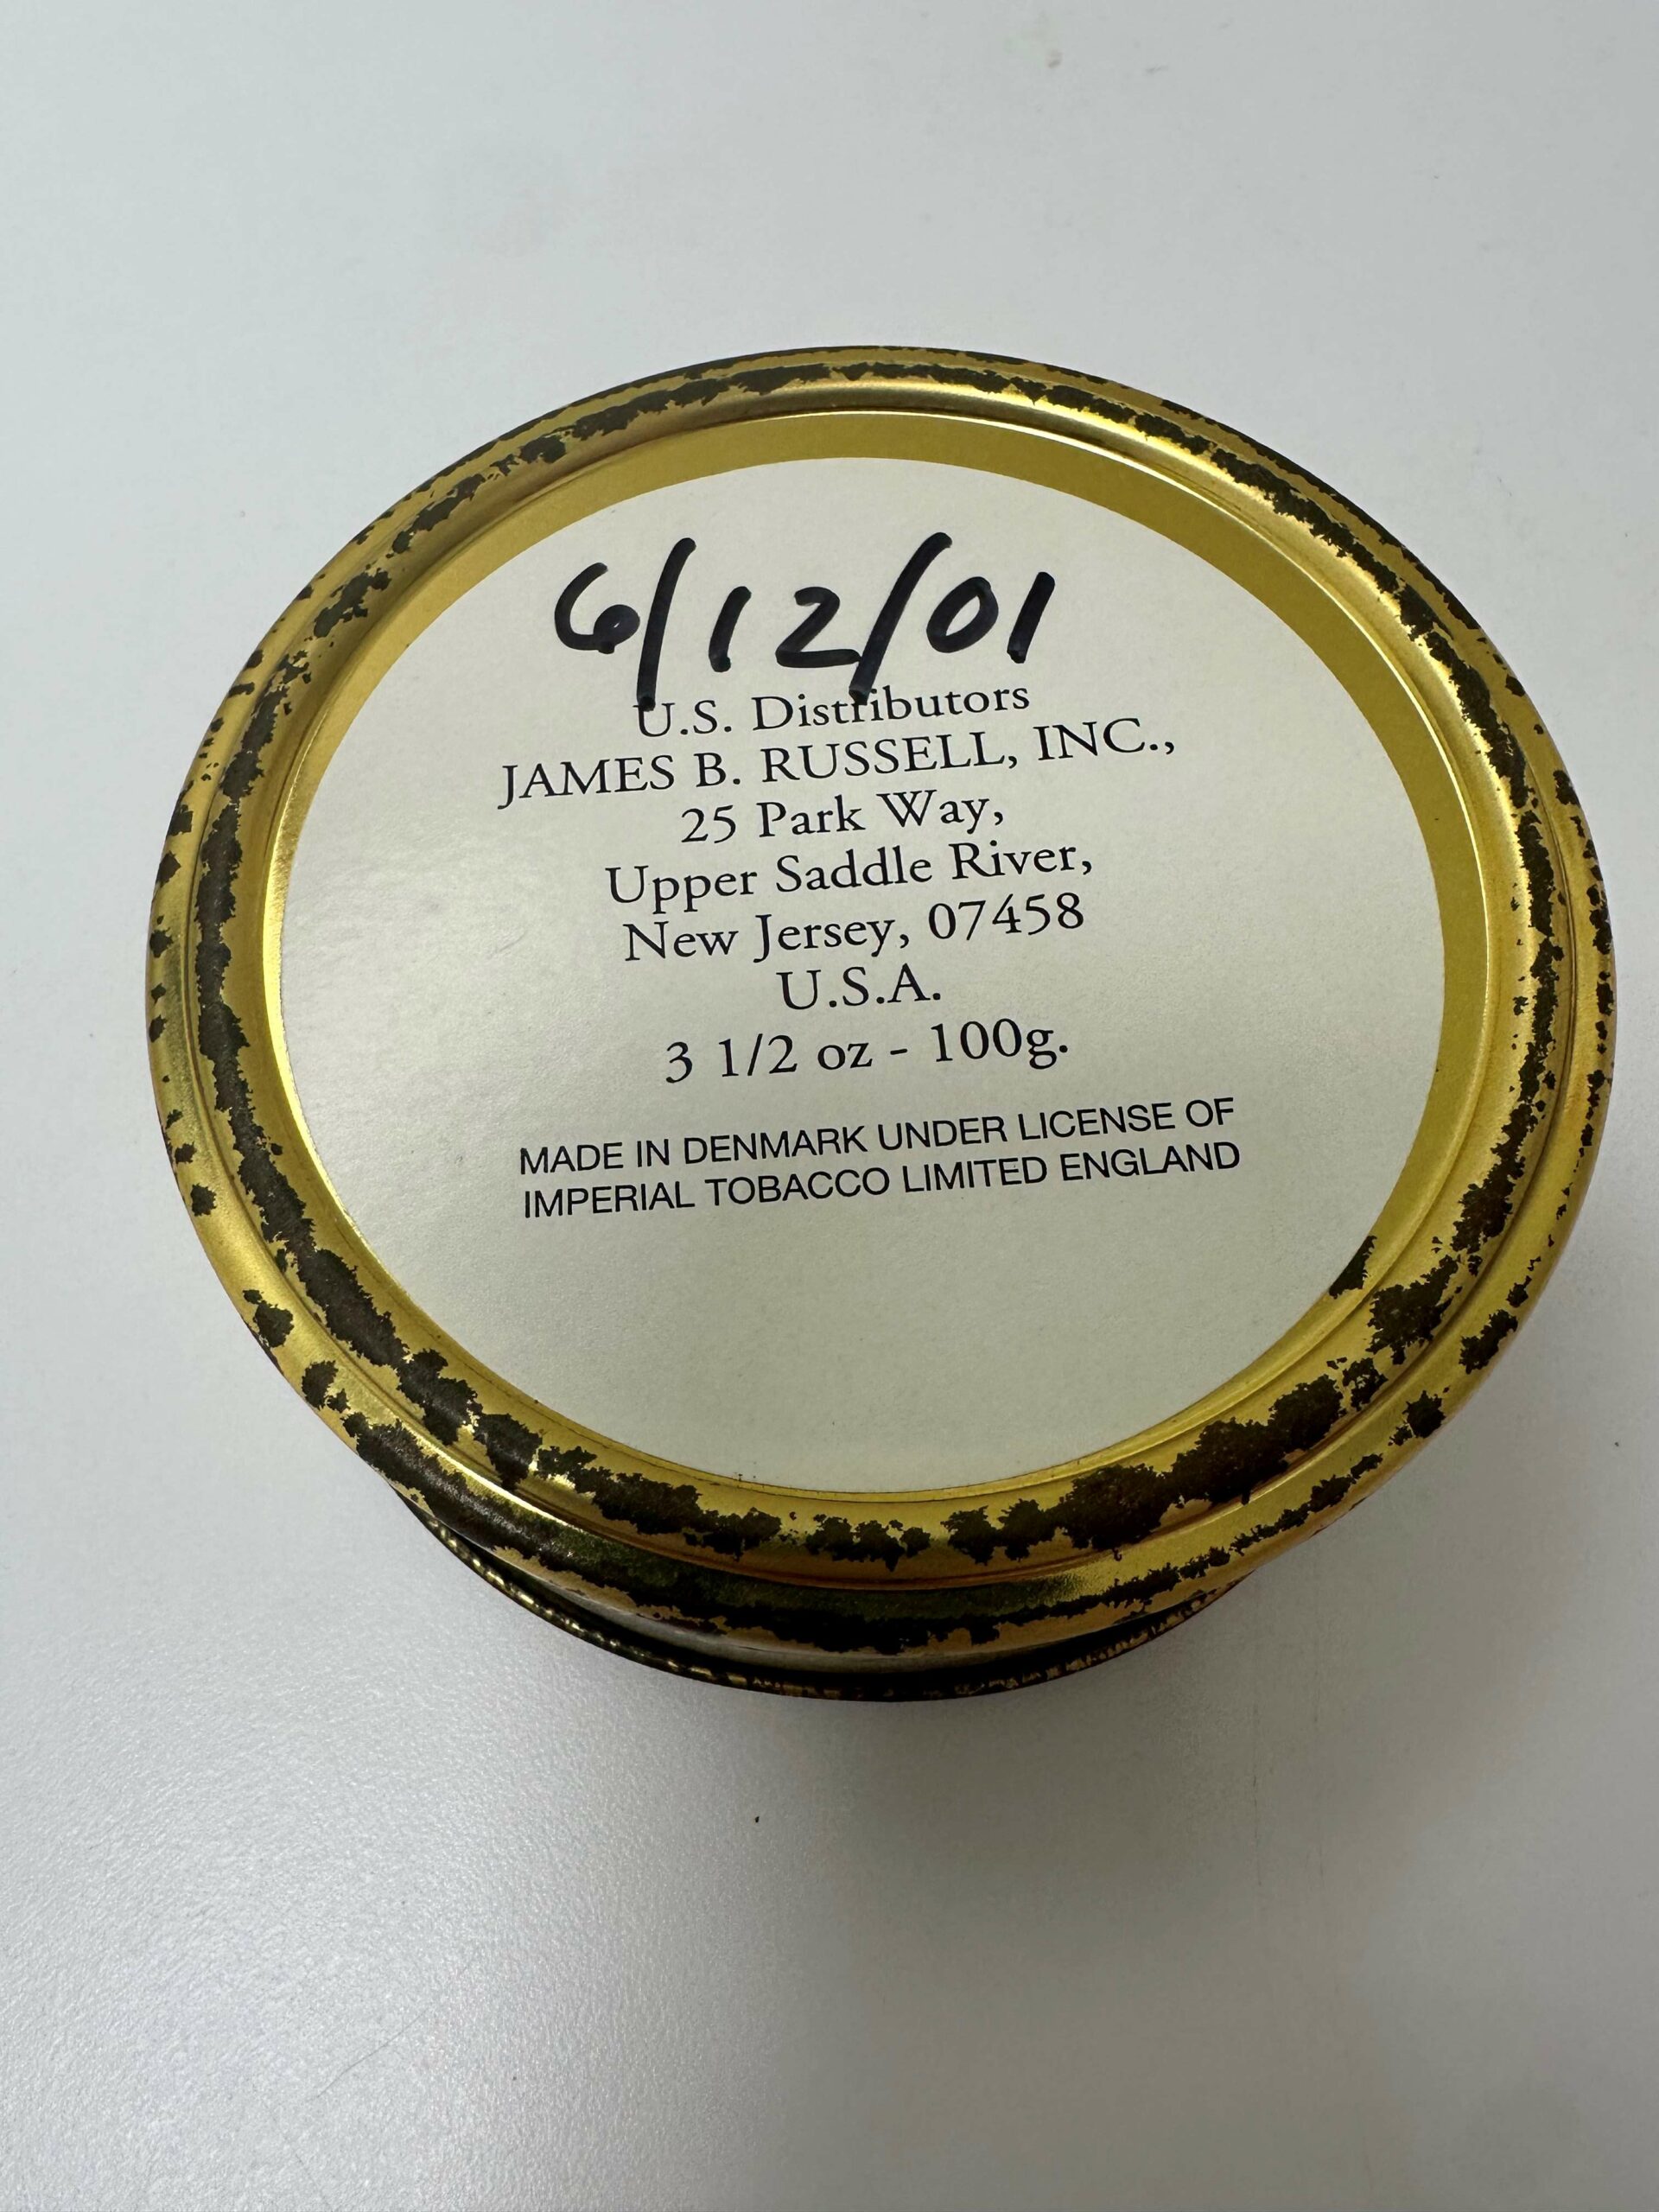 6/12/01
U.S. Distributors
JAMES B. RUSSELL, INC.,
25 Park Way,
Upper Saddle River,
New Jersey, 07458
U.S.A.
3 1/2 oz - 100g.
MADE IN DENMARK UNDER LICENSE OF
IMPERIAL TOBACCO LIMITED ENGLAND